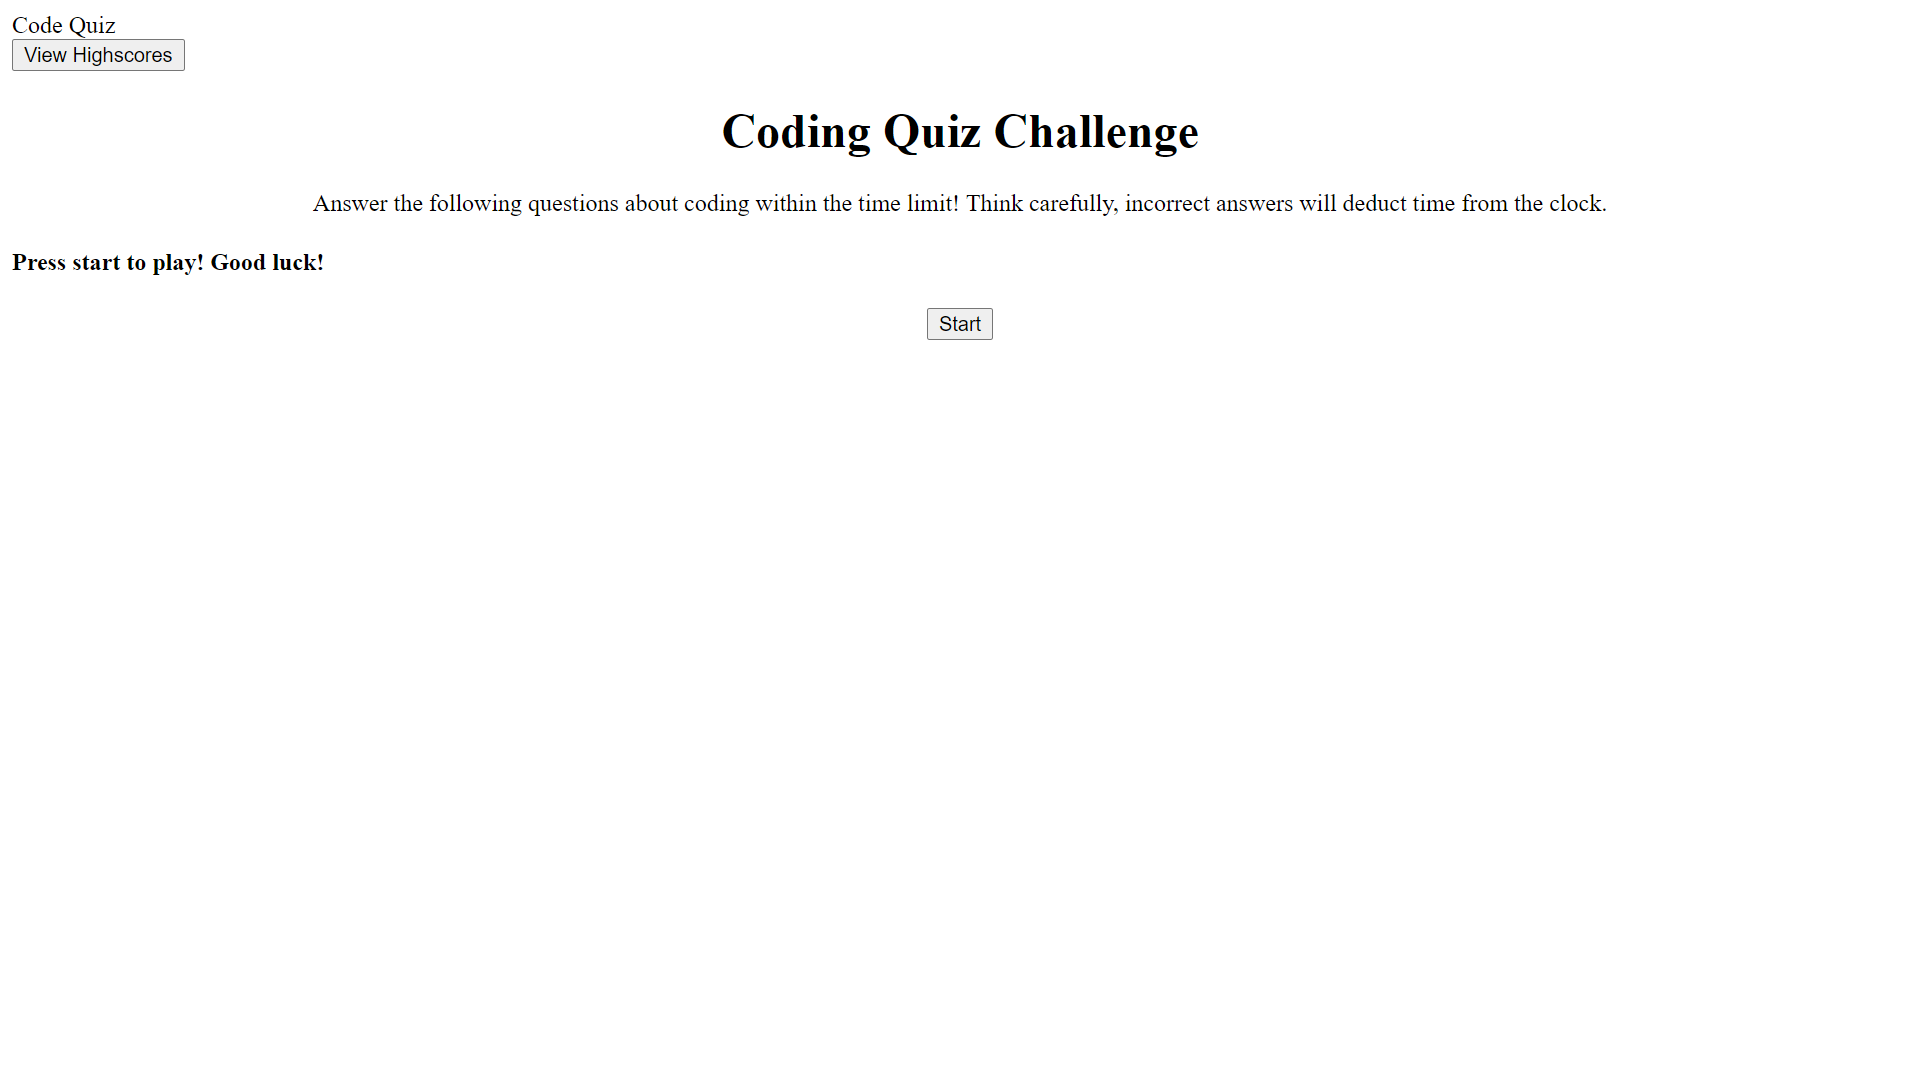 Code Quiz
View Highscores
Coding Quiz Challenge
Answer the following questions about coding within the time limit! Think carefully, incorrect answers will deduct time from the clock.
Press start to play! Good luck!
Start